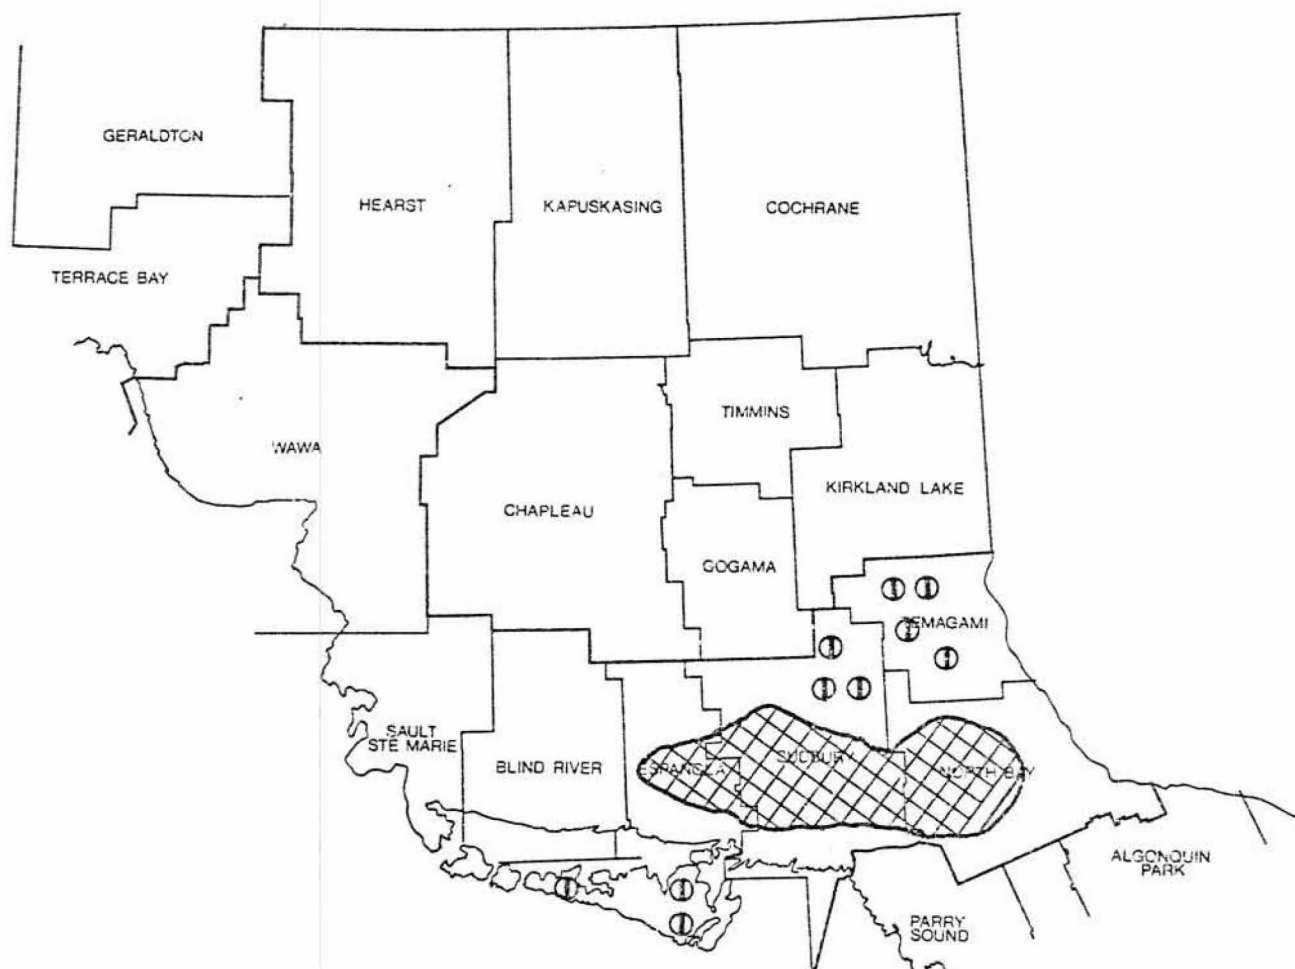 GERALDTON
HEARST
KAPUSKASING
COCHRANE
TERRACE BAY
TIMMINS
WAWA
KIRKLAND LAKE
CHAPLEAU
GOGAMA
TEMAGAMI
SAULT
STE MARIE
BLIND RIVER
ESPANOLA
SUDBURY
NORTH BAY
ALGONQUIN
PARK
PARRY
SOUND